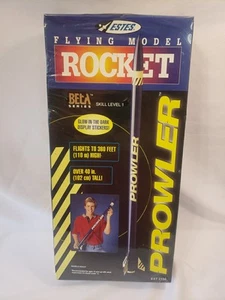 ESTES
FLYING MODEL
ROCKET
BETA
SERIES
SKILL LEVEL 1
GLOW IN THE DARK
DISPLAY STICKERS!
FLIGHTS TO 360 FEET
(110 m) HIGH!
OVER 40 in.
(102 cm) TALL!
PROWLER
PROWLER